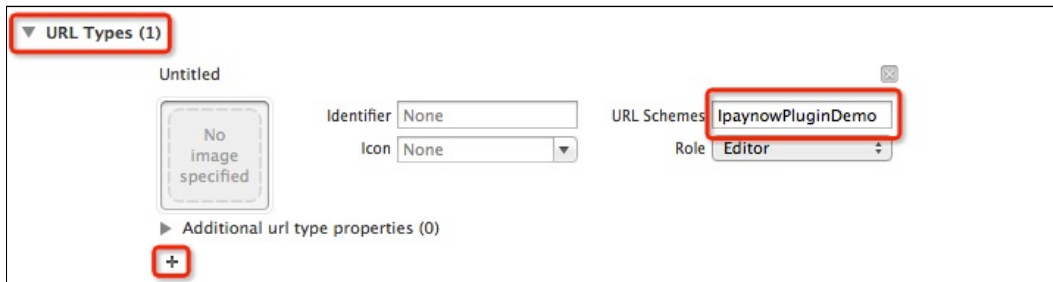 URL Types (1)
Untitled
No
image
specified
Identifier None
URL Schemes IpaynowPluginDemo
Icon None
Role Editor
Additional url type properties (0)